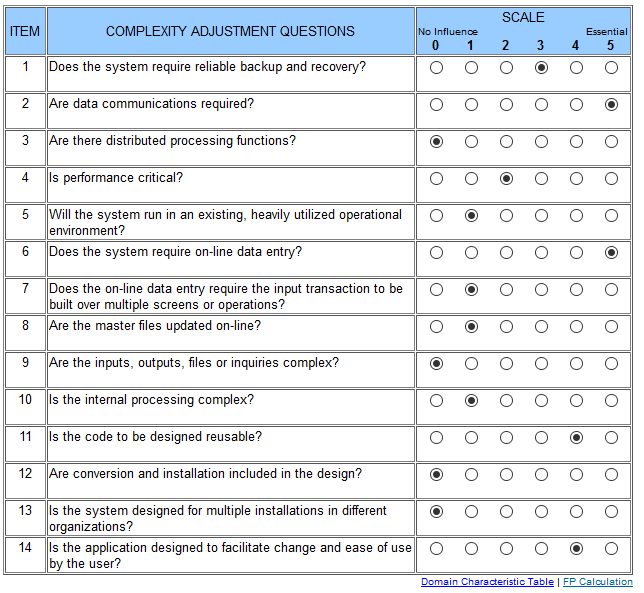 ITEM COMPLEXITY ADJUSTMENT QUESTIONS SCALE
No Influence Essential
0 1 2 3 4 5
1 Does the system require reliable backup and recovery?
2 Are data communications required?
3 Are there distributed processing functions?
4 Is performance critical?
5 Will the system run in an existing, heavily utilized operational
environment?
6 Does the system require on-line data entry?
7 Does the on-line data entry require the input transaction to be
built over multiple screens or operations?
8 Are the master files updated on-line?
9 Are the inputs, outputs, files or inquiries complex?
10 Is the internal processing complex?
11 Is the code to be designed reusable?
12 Are conversion and installation included in the design?
13 Is the system designed for multiple installations in different
organizations?
14 Is the application designed to facilitate change and ease of use
by the user?
Domain Characteristic Table | FP Calculation